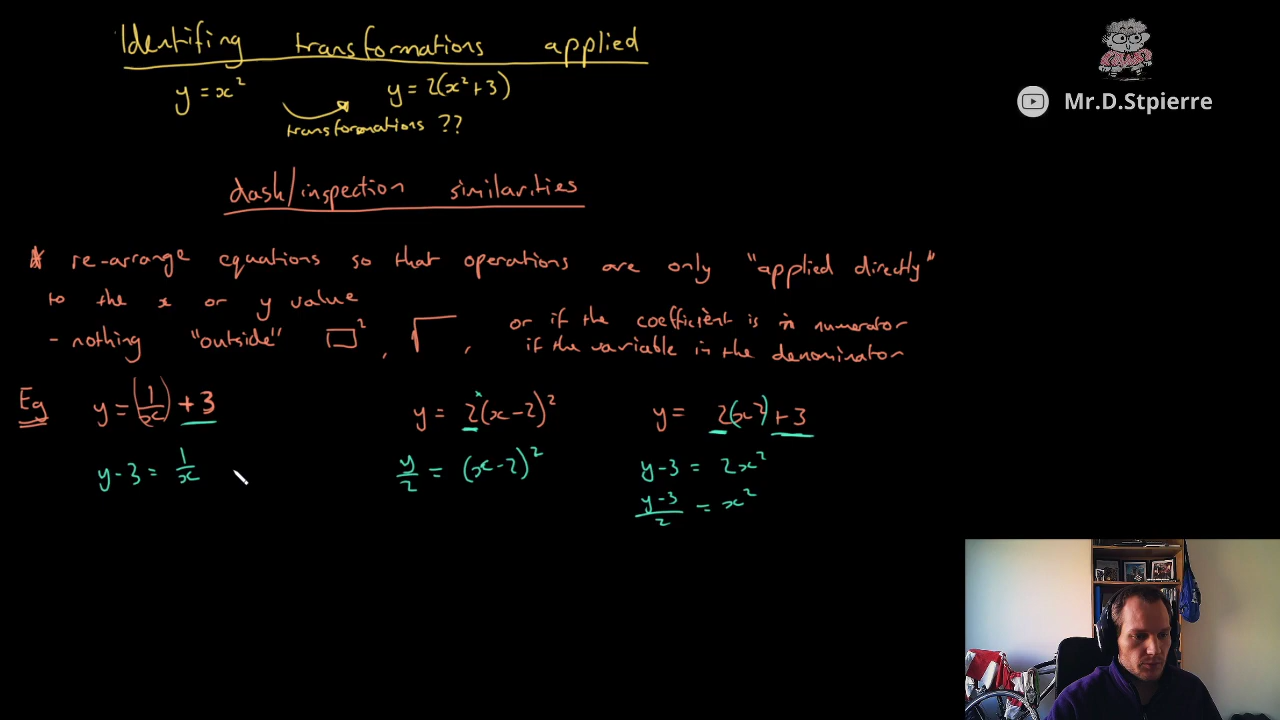 Identifing transformations applied
y = x² y = 2(x² + 3)
transformations ??
Mr.D.Stpierre
dash/inspection similarities
* re-arrange equations so that operations are only "applied directly"
to the x or y value
- nothing "outside" □², √ , or if the coefficient is in numerator
if the variable in the denominator
Eg y = (1/x) + 3 y = 2(x-2)² y = 2(x²) + 3
y - 3 = 1/x y/2 = (x-2)² y-3 = 2x²
(y-3)/2 = x²